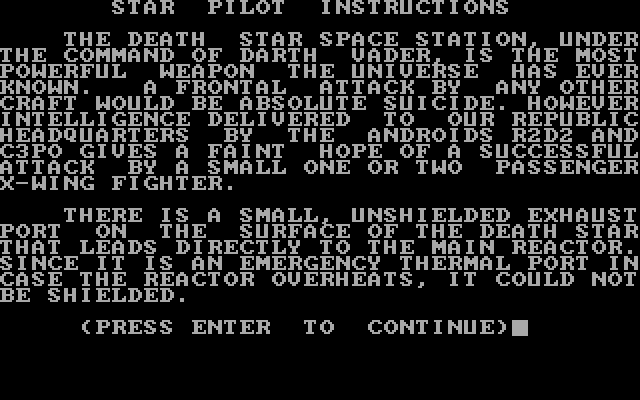 STAR PILOT INSTRUCTIONS
THE DEATH STAR SPACE STATION, UNDER
THE COMMAND OF DARTH VADER, IS THE MOST
POWERFUL WEAPON THE UNIVERSE HAS EVER
KNOWN. A FRONTAL ATTACK BY ANY OTHER
CRAFT WOULD BE ABSOLUTE SUICIDE. HOWEVER
INTELLIGENCE DELIVERED TO OUR REPUBLIC
HEADQUARTERS BY THE ANDROIDS R2D2 AND
C3PO GIVES A FAINT HOPE OF A SUCCESSFUL
ATTACK BY A SMALL ONE OR TWO PASSENGER
X-WING FIGHTER.
THERE IS A SMALL, UNSHIELDED EXHAUST
PORT ON THE SURFACE OF THE DEATH STAR
THAT LEADS DIRECTLY TO THE MAIN REACTOR.
SINCE IT IS AN EMERGENCY THERMAL PORT IN
CASE THE REACTOR OVERHEATS, IT COULD NOT
BE SHIELDED.
(PRESS ENTER TO CONTINUE)